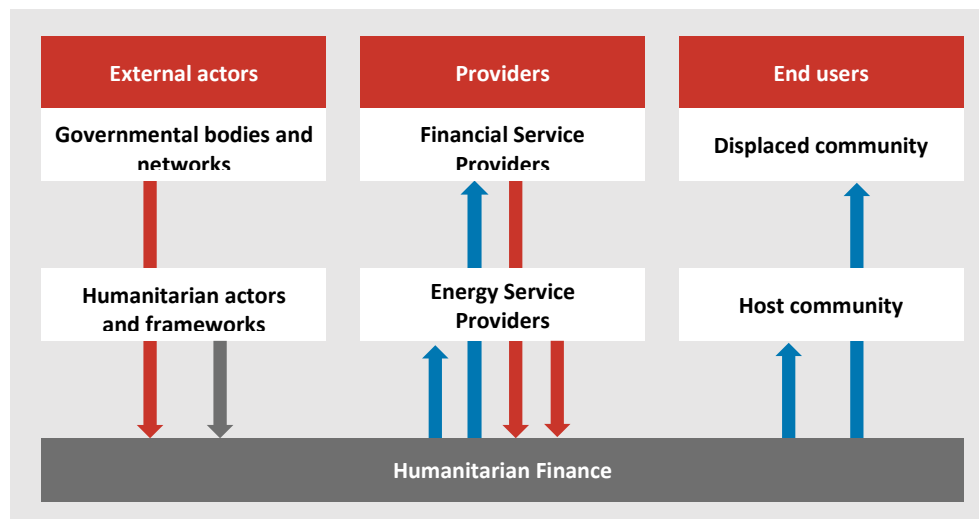 External actors
Providers
End users
Governmental bodies and
networks
Financial Service
Providers
Displaced community
Humanitarian actors
and frameworks
Energy Service
Providers
Host community
Humanitarian Finance